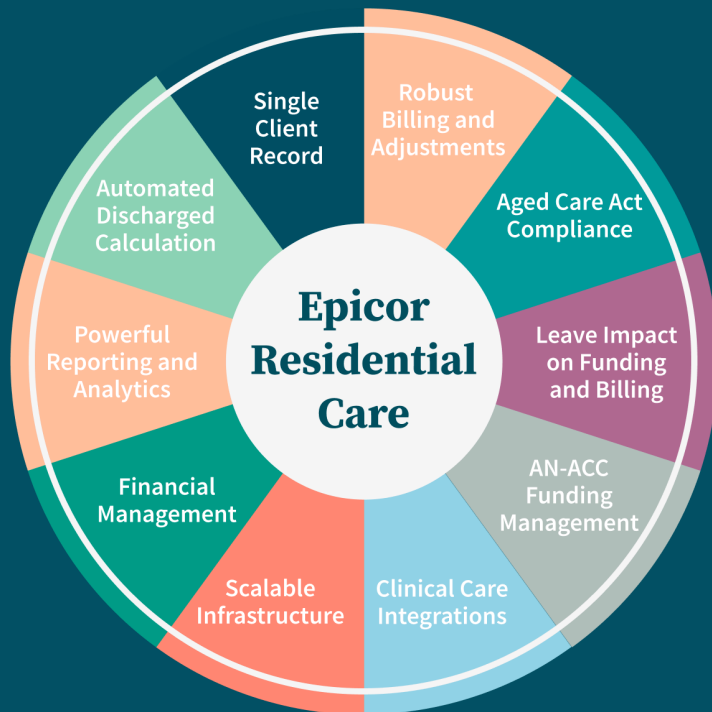 Single
Client
Record
Robust
Billing and
Adjustments
Aged Care Act
Compliance
Leave Impact
on Funding
and Billing
AN-ACC
Funding
Management
Clinical Care
Integrations
Scalable
Infrastructure
Financial
Management
Powerful
Reporting and
Analytics
Automated
Discharged
Calculation
Epicor
Residential
Care